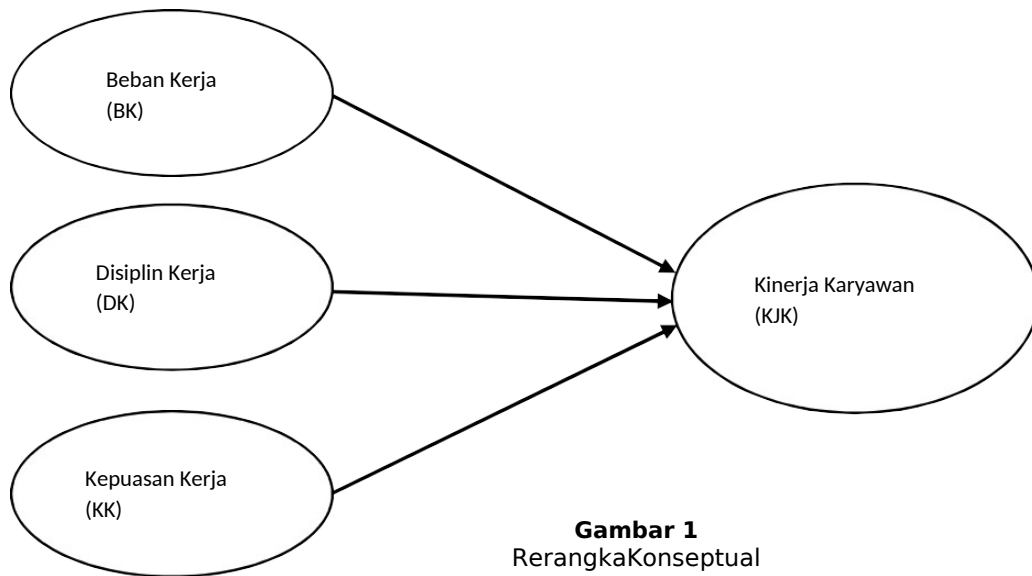 Beban Kerja
(BK)
Disiplin Kerja
(DK)
Kinerja Karyawan
(KJK)
Kepuasan Kerja
(KK)
Gambar 1
RerangkaKonseptual